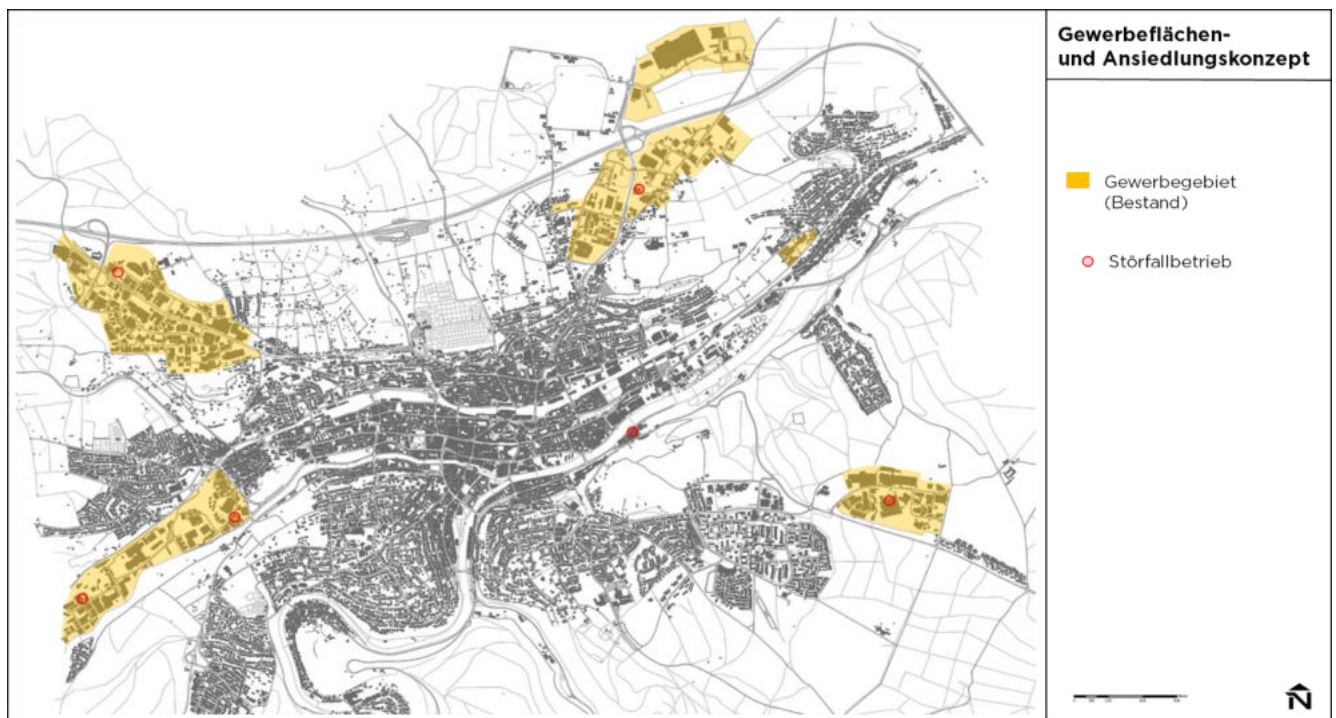 Gewerbeflächen-
und Ansiedlungskonzept
Gewerbegebiet
(Bestand)
Störfallbetrieb
N